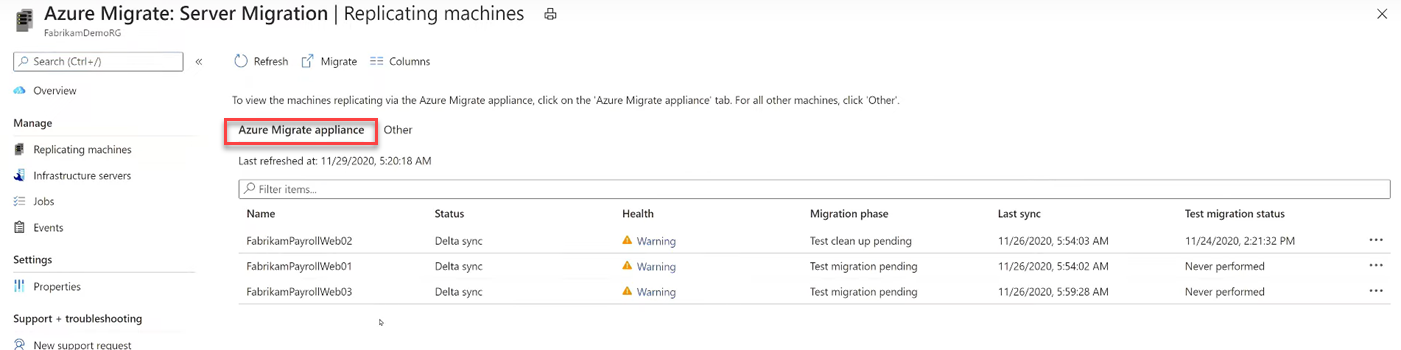 Azure Migrate: Server Migration | Replicating machines
FabrikamDemoRG
Search (Ctrl+/)
«
Refresh Migrate Columns
Overview
Manage
Replicating machines
Infrastructure servers
Jobs
Events
Settings
Properties
Support + troubleshooting
New support request
To view the machines replicating via the Azure Migrate appliance, click on the 'Azure Migrate appliance' tab. For all other machines, click 'Other'.
Azure Migrate appliance Other
Last refreshed at: 11/29/2020, 5:20:18 AM
Filter items...
Name Status Health Migration phase Last sync Test migration status
FabrikamPayrollWeb02 Delta sync Warning Test clean up pending 11/26/2020, 5:54:03 AM 11/24/2020, 2:21:32 PM ...
FabrikamPayrollWeb01 Delta sync Warning Test migration pending 11/26/2020, 5:54:02 AM Never performed ...
FabrikamPayrollWeb03 Delta sync Warning Test migration pending 11/26/2020, 5:59:28 AM Never performed ...